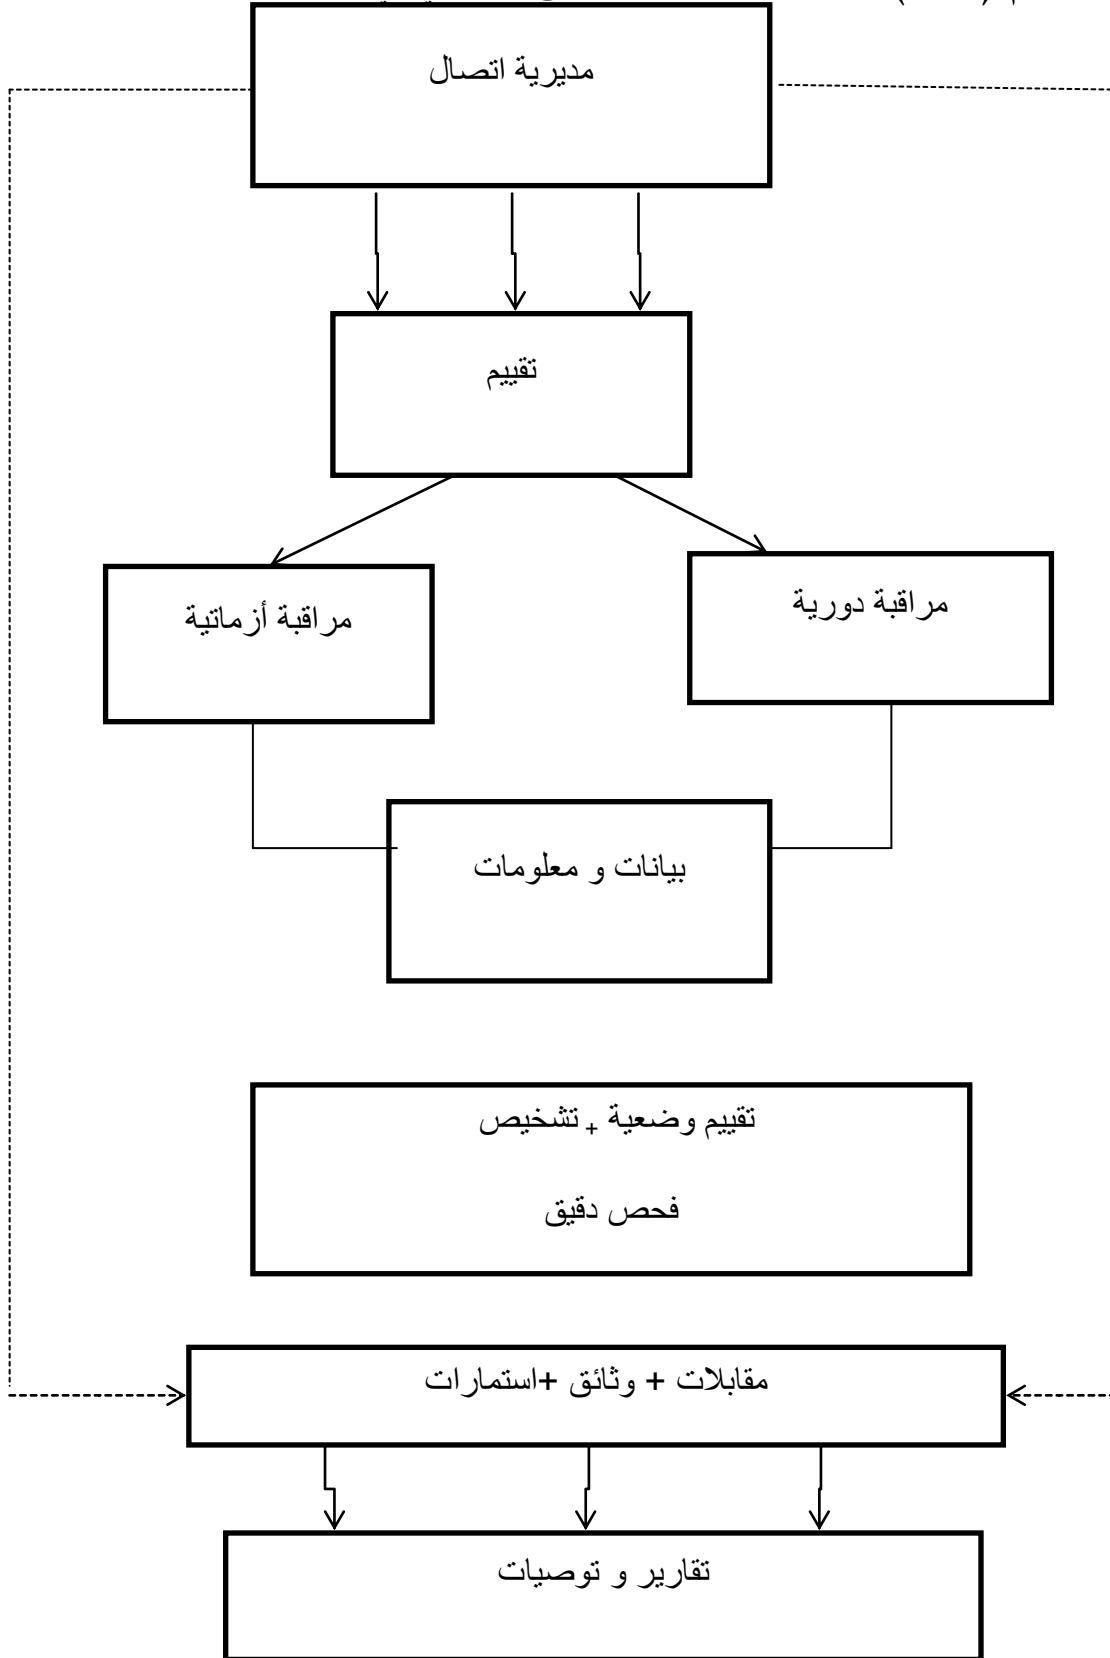 مديرية اتصال
تقييم
مراقبة دورية
مراقبة أزماتية
بيانات و معلومات
تقييم وضعية + تشخيص
فحص دقيق
مقابلات + وثائق +استمارات
تقارير و توصيات